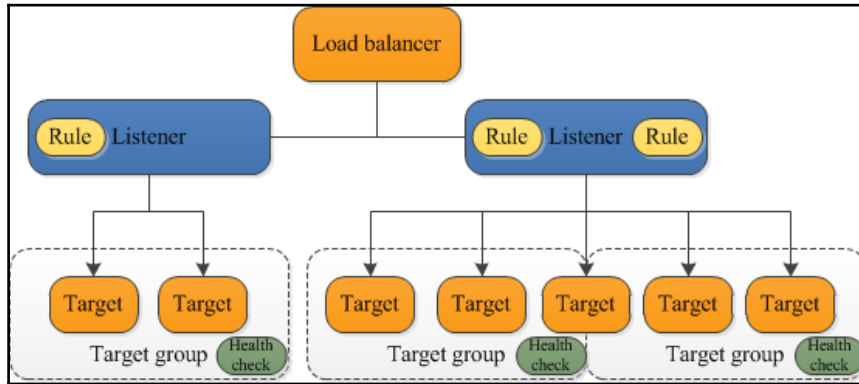 Load balancer
Rule Listener
Rule Listener Rule
Target Target
Target Target Target Target Target
Target group Health check
Target group Health check
Target group Health check